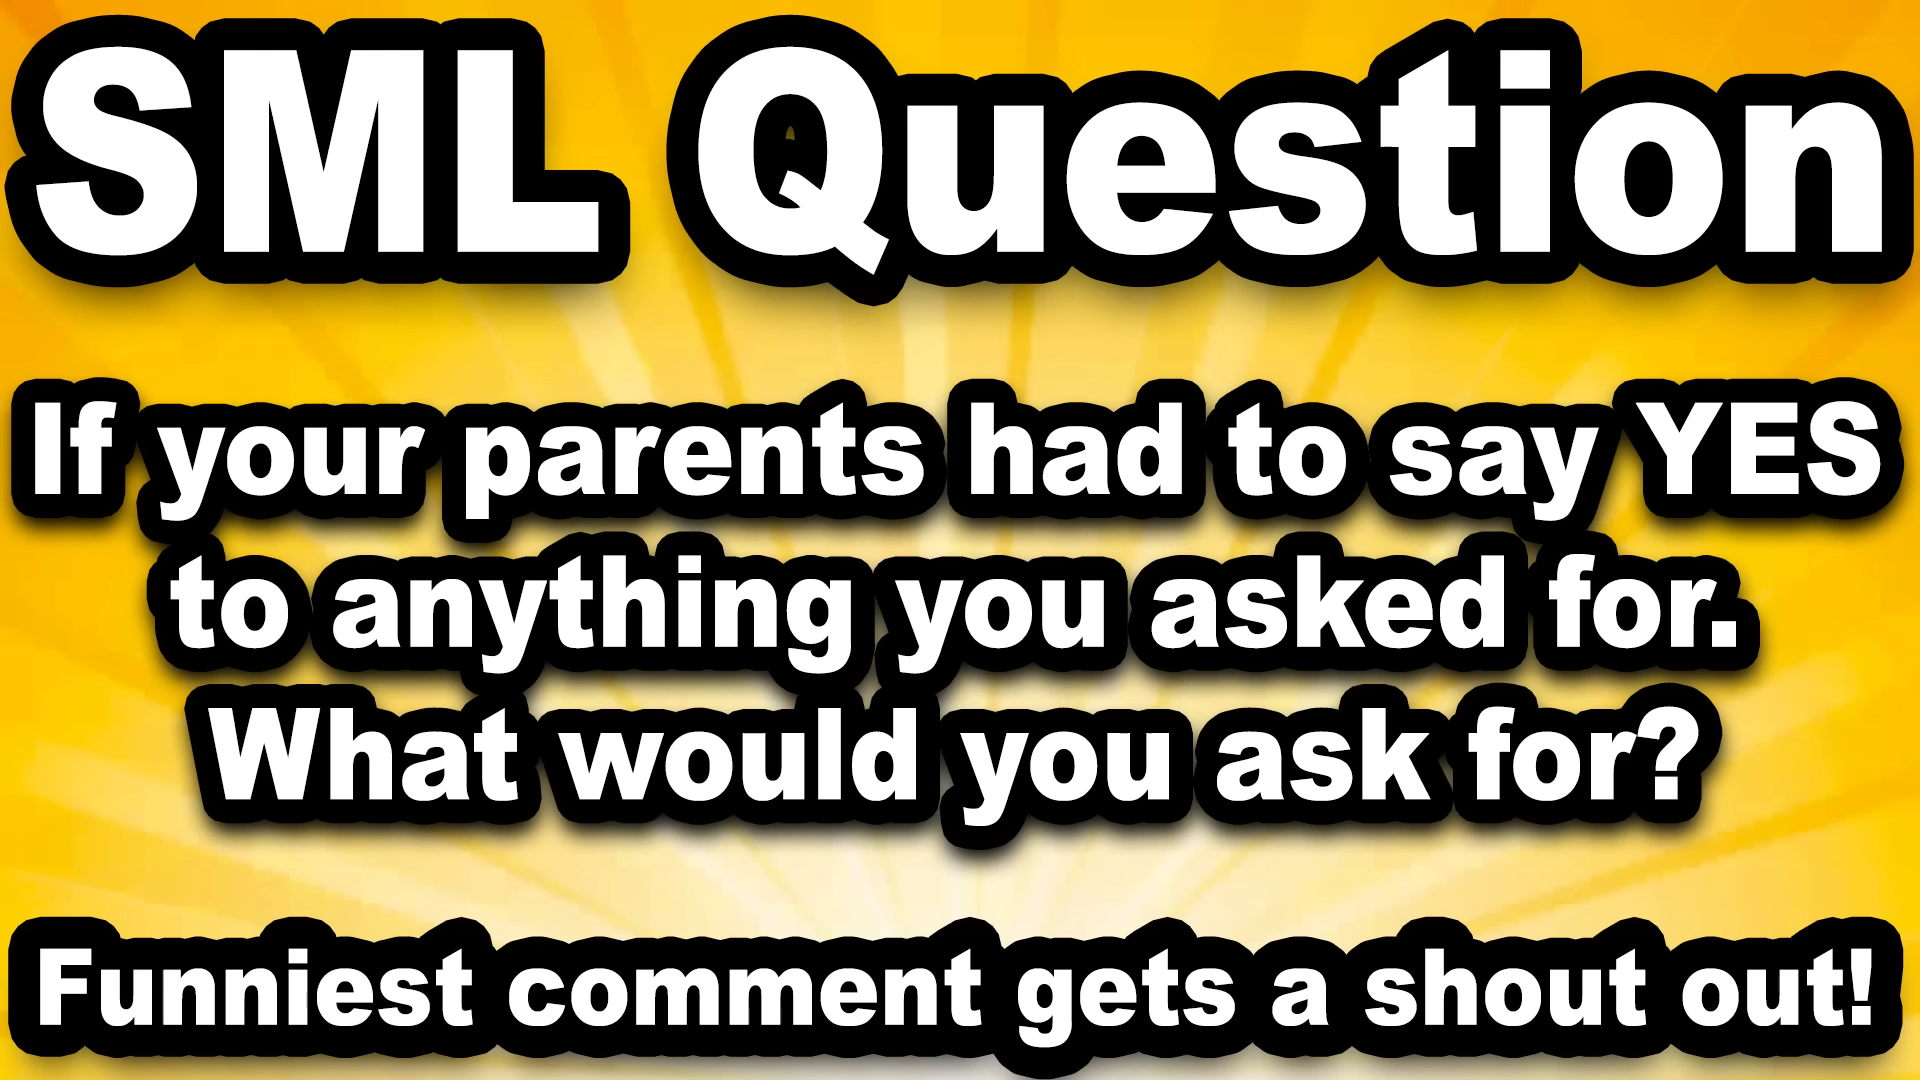 SML Question
If your parents had to say YES
to anything you asked for.
What would you ask for?
Funniest comment gets a shout out!